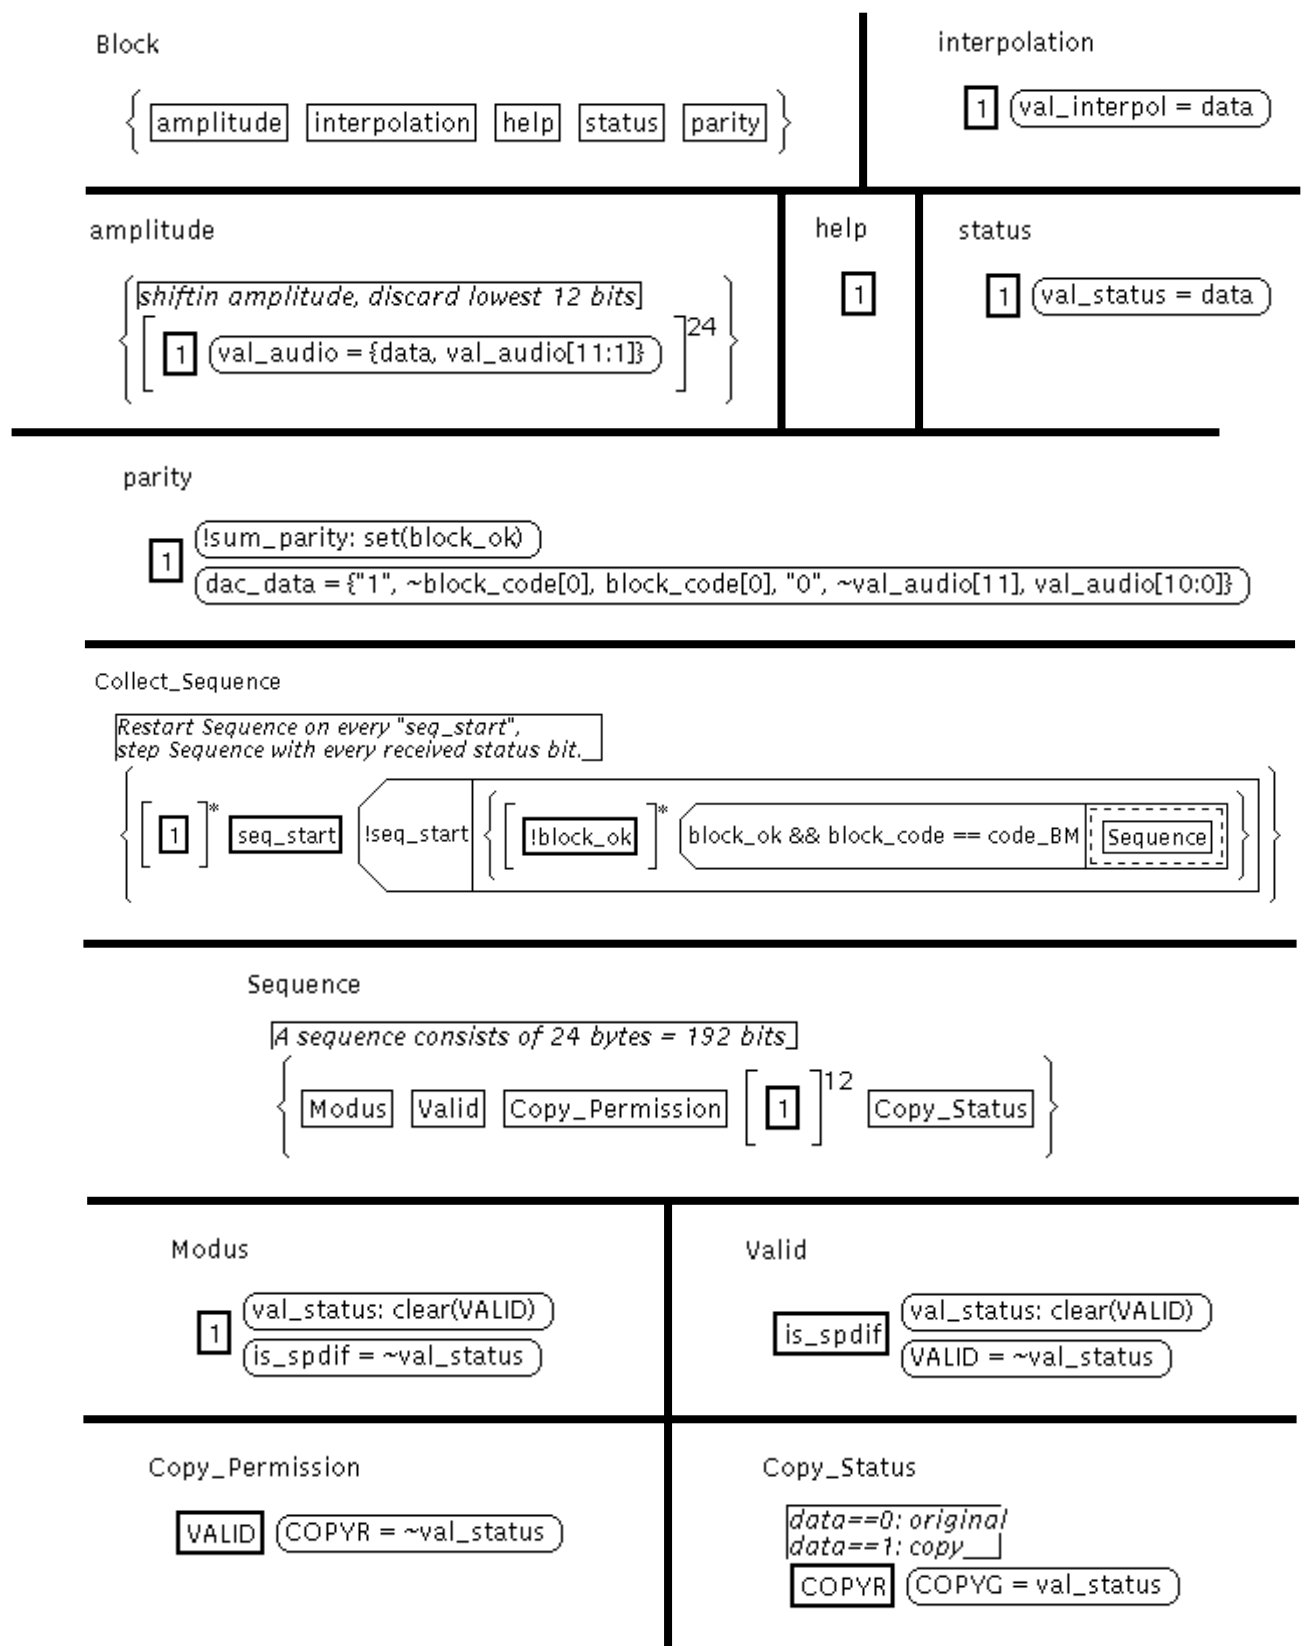 Block
amplitude interpolation help status parity
interpolation
1 val_interpol = data
amplitude
shiftin amplitude, discard lowest 12 bits
1 val_audio = {data, val_audio[11:1]} 24
help
1
status
1 val_status = data
parity
!sum_parity: set(block_ok)
1
dac_data = {"1", ~block_code[0], block_code[0], "0", ~val_audio[11], val_audio[10:0]}
Collect_Sequence
Restart Sequence on every "seq_start",
step Sequence with every received status bit.
1 * seq_start !seq_start !block_ok * block_ok && block_code == code_BM Sequence
Sequence
A sequence consists of 24 bytes = 192 bits
Modus Valid Copy_Permission 1 12 Copy_Status
Modus
val_status: clear(VALID)
1
is_spdif = ~val_status
Valid
val_status: clear(VALID)
is_spdif
VALID = ~val_status
Copy_Permission
VALID COPYR = ~val_status
Copy_Status
data==0: original
data==1: copy
COPYR COPYG = val_status